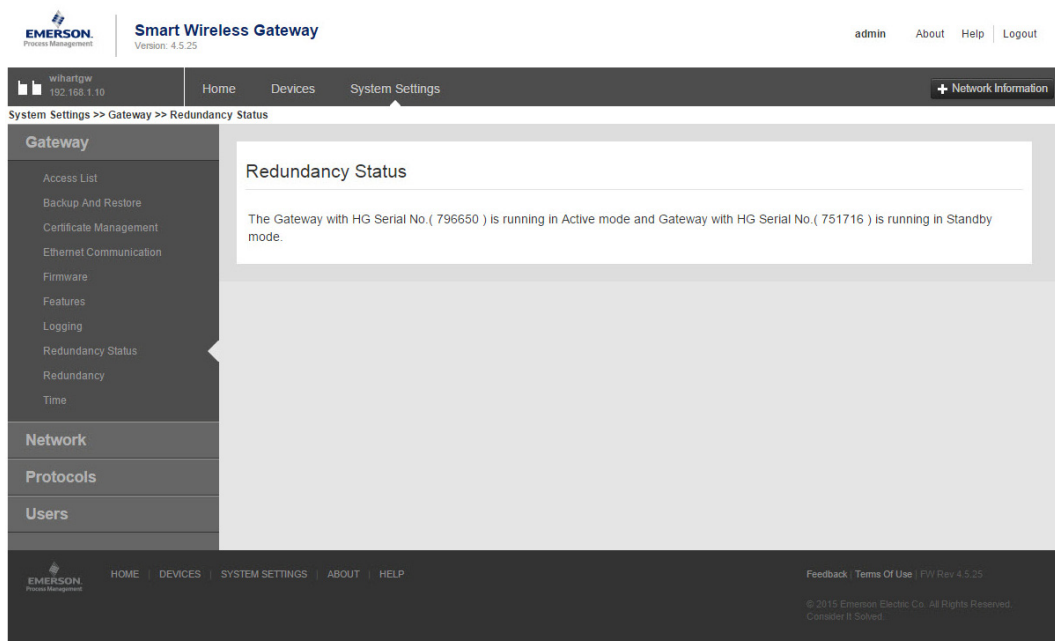 EMERSON.
Process Management
Smart Wireless Gateway
Version: 4.5.25
admin About Help Logout
wihartgw
192.168.1.10
Home Devices System Settings
+ Network Information
System Settings >> Gateway >> Redundancy Status
Gateway
Access List
Backup And Restore
Certificate Management
Ethernet Communication
Firmware
Features
Logging
Redundancy Status
Redundancy
Time
Network
Protocols
Users
Redundancy Status
The Gateway with HG Serial No.( 796650 ) is running in Active mode and Gateway with HG Serial No.( 751716 ) is running in Standby
mode.
EMERSON.
Process Management
HOME | DEVICES | SYSTEM SETTINGS | ABOUT | HELP
Feedback | Terms Of Use | FW Rev 4.5.25
© 2015 Emerson Electric Co. All Rights Reserved.
Consider It Solved.